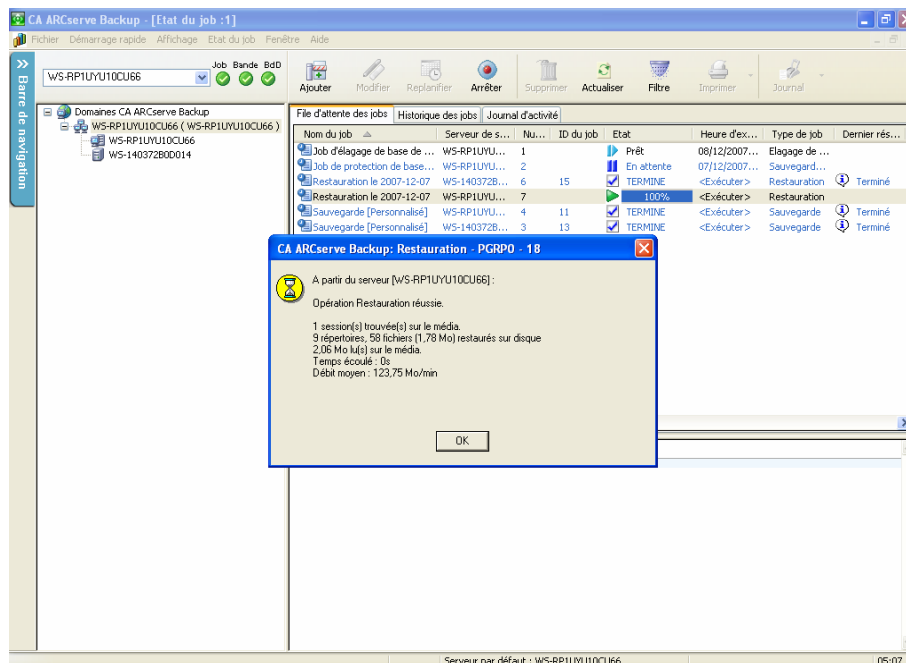 CA ARCserve Backup - [Etat du job :1]
Fichier Démarrage rapide Affichage Etat du job Fenêtre Aide
Barre de navigation
WS-RP1UYU10CU66
Job Bande BdD
Ajouter Modifier Replanifier Arrêter Supprimer Actualiser Filtre Imprimer Journal
Domaines CA ARCserve Backup
WS-RP1UYU10CU66 ( WS-RP1UYU10CU66 )
WS-RP1UYU10CU66
WS-140372B0D014
File d'attente des jobs Historique des jobs Journal d'activité
Nom du job Serveur de s... Nu... ID du job Etat Heure d'ex... Type de job Dernier rés...
Job d'élagage de base de ... WS-RP1UYU... 1 Prêt 08/12/2007... Elagage de ...
Job de protection de base... WS-RP1UYU... 2 En attente 07/12/2007... Sauvegard...
Restauration le 2007-12-07 WS-140372B... 6 15 TERMINE <Exécuter> Restauration Terminé
Restauration le 2007-12-07 WS-RP1UYU... 7 100% <Exécuter> Restauration
Sauvegarde [Personnalisé] WS-RP1UYU... 4 11 TERMINE <Exécuter> Sauvegarde Terminé
Sauvegarde [Personnalisé] WS-140372B... 3 13 TERMINE <Exécuter> Sauvegarde Terminé
CA ARCserve Backup: Restauration - PGRP0 - 18
A partir du serveur [WS-RP1UYU10CU66] :
Opération Restauration réussie.
1 session(s) trouvée(s) sur le média.
9 répertoires, 58 fichiers (1,78 Mo) restaurés sur disque
2,06 Mo lu(s) sur le média.
Temps écoulé : 0s
Débit moyen : 123,75 Mo/min
OK
Serveur par défaut : WS-RP1UYU10CU66 05:07